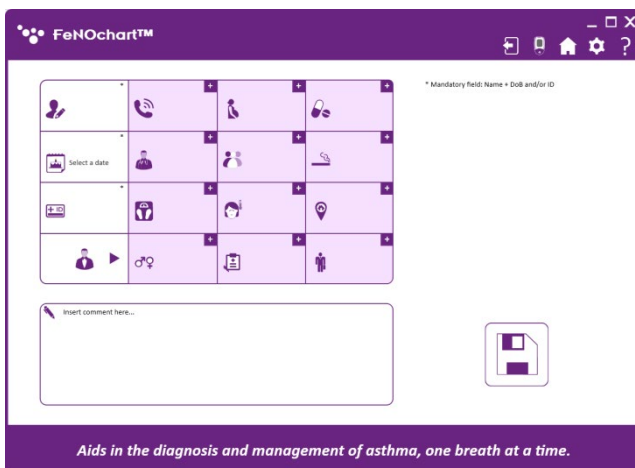 FeNOchart™
* Mandatory field: Name + DoB and/or ID
Select a date
+ ID
Insert comment here...
Aids in the diagnosis and management of asthma, one breath at a time.